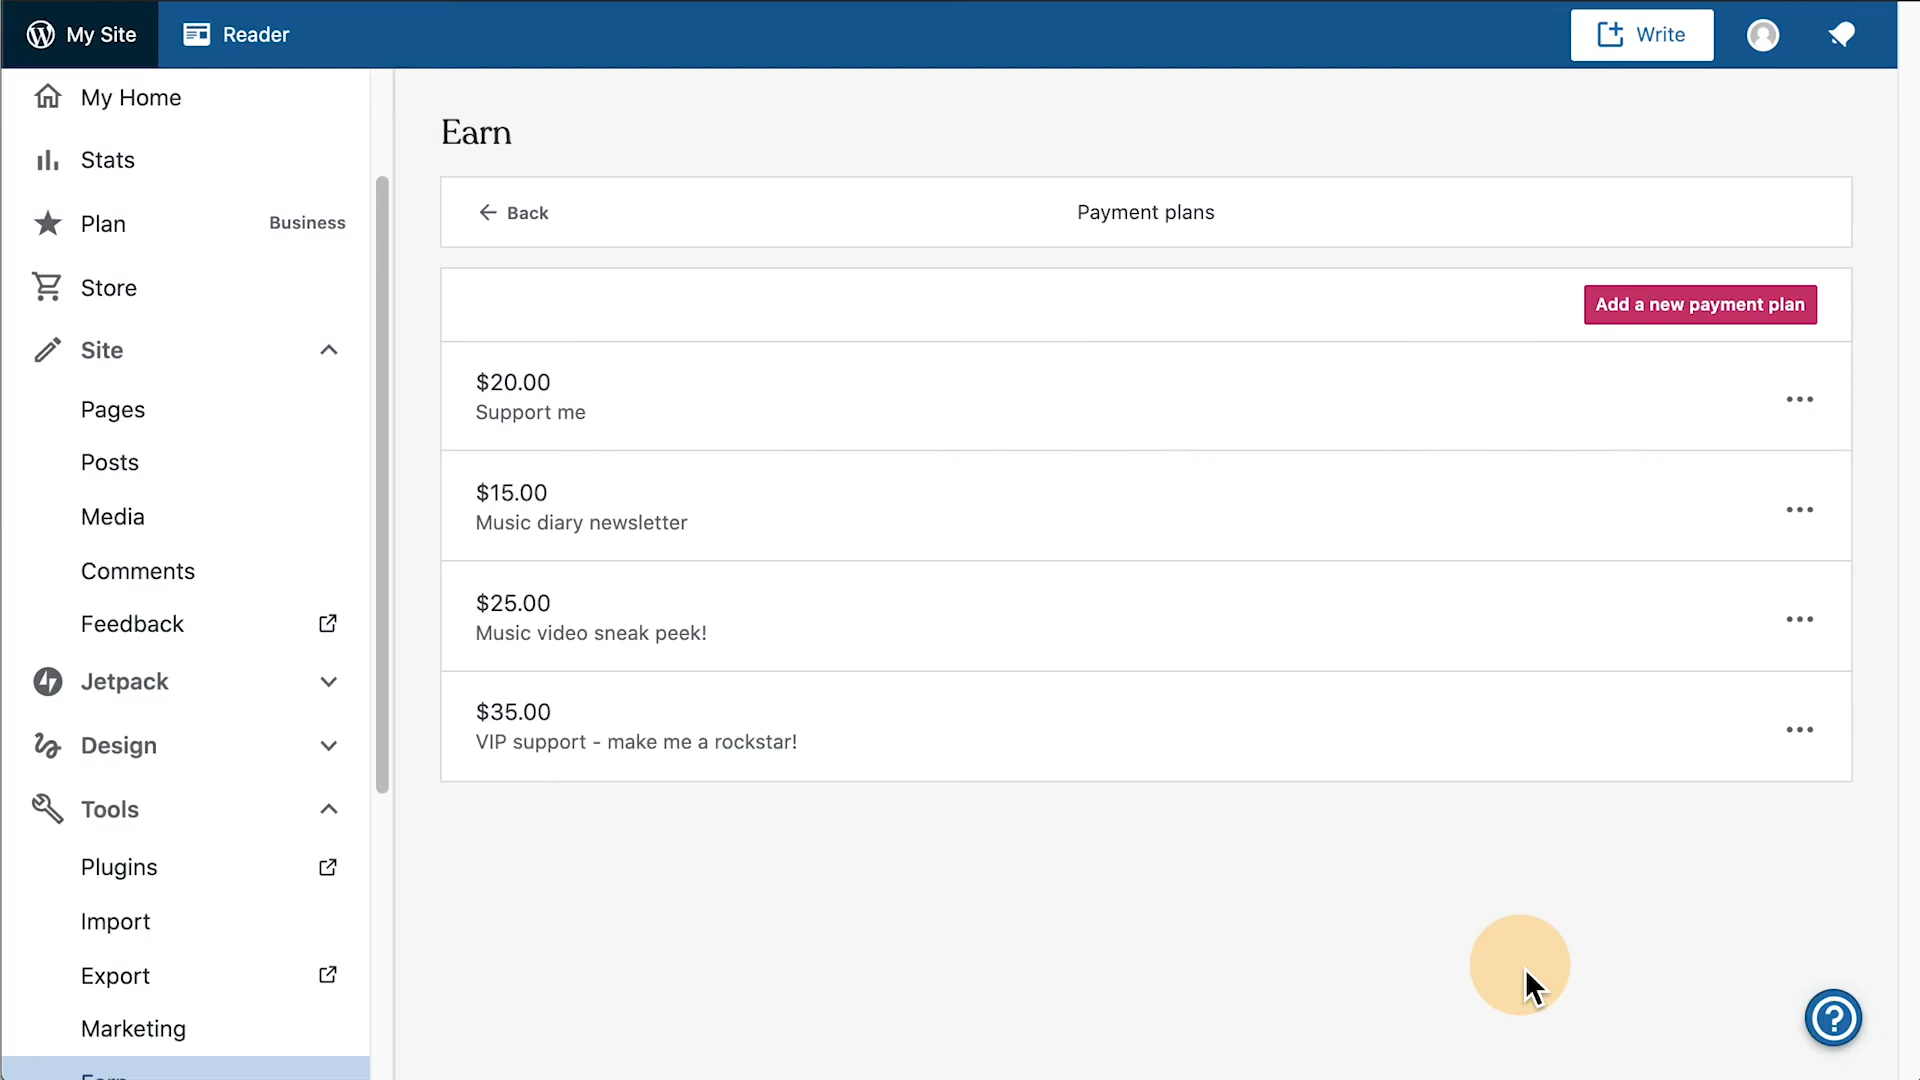 My Site
Reader
Write
My Home
Stats
Plan
Business
Store
Site
Pages
Posts
Media
Comments
Feedback
Jetpack
Design
Tools
Plugins
Import
Export
Marketing
Earn
Earn
Back
Payment plans
Add a new payment plan
$20.00
Support me
$15.00
Music diary newsletter
$25.00
Music video sneak peek!
$35.00
VIP support - make me a rockstar!